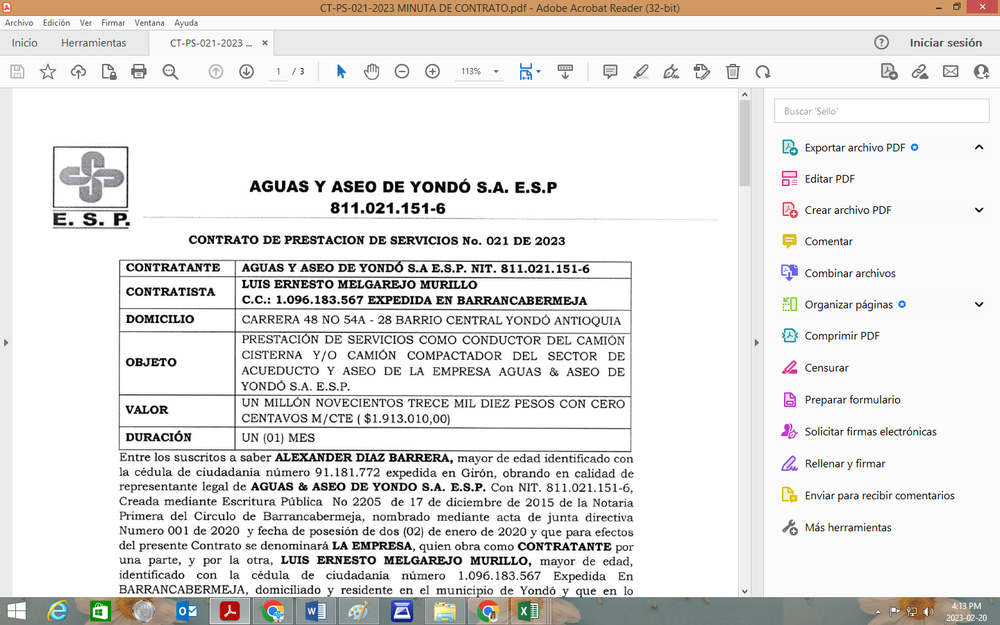 CT-PS-021-2023 MINUTA DE CONTRATO.pdf - Adobe Acrobat Reader (32-bit)
Archivo Edición Ver Firmar Ventana Ayuda
Inicio Herramientas CT-PS-021-2023 ... × Iniciar sesión
1 / 3 113%
Buscar 'Sello'
Exportar archivo PDF
Editar PDF
Crear archivo PDF
Comentar
Combinar archivos
Organizar páginas
Comprimir PDF
Censurar
Preparar formulario
Solicitar firmas electrónicas
Rellenar y firmar
Enviar para recibir comentarios
Más herramientas
E. S. P.
AGUAS Y ASEO DE YONDÓ S.A. E.S.P
811.021.151-6
CONTRATO DE PRESTACION DE SERVICIOS No. 021 DE 2023
CONTRATANTE AGUAS Y ASEO DE YONDÓ S.A E.S.P. NIT. 811.021.151-6
CONTRATISTA LUIS ERNESTO MELGAREJO MURILLO
C.C.: 1.096.183.567 EXPEDIDA EN BARRANCABERMEJA
DOMICILIO CARRERA 48 NO 54A - 28 BARRIO CENTRAL YONDÓ ANTIOQUIA
OBJETO PRESTACIÓN DE SERVICIOS COMO CONDUCTOR DEL CAMIÓN
CISTERNA Y/O CAMIÓN COMPACTADOR DEL SECTOR DE
ACUEDUCTO Y ASEO DE LA EMPRESA AGUAS & ASEO DE
YONDÓ S.A. E.S.P.
VALOR UN MILLÓN NOVECIENTOS TRECE MIL DIEZ PESOS CON CERO
CENTAVOS M/CTE ( $1.913.010,00)
DURACIÓN UN (01) MES
Entre los suscritos a saber ALEXANDER DIAZ BARRERA, mayor de edad identificado con
la cédula de ciudadanía número 91.181.772 expedida en Girón, obrando en calidad de
representante legal de AGUAS & ASEO DE YONDO S.A. E.S.P. Con NIT. 811.021.151-6,
Creada mediante Escritura Pública No 2205 de 17 de diciembre de 2015 de la Notaria
Primera del Circulo de Barrancabermeja, nombrado mediante acta de junta directiva
Numero 001 de 2020 y fecha de posesión de dos (02) de enero de 2020 y que para efectos
del presente Contrato se denominará LA EMPRESA, quien obra como CONTRATANTE por
una parte, y por la otra, LUIS ERNESTO MELGAREJO MURILLO, mayor de edad,
identificado con la cédula de ciudadanía número 1.096.183.567 Expedida En
BARRANCABERMEJA, domiciliado y residente en el municipio de Yondó y que en lo
4:13 PM
2023-02-20